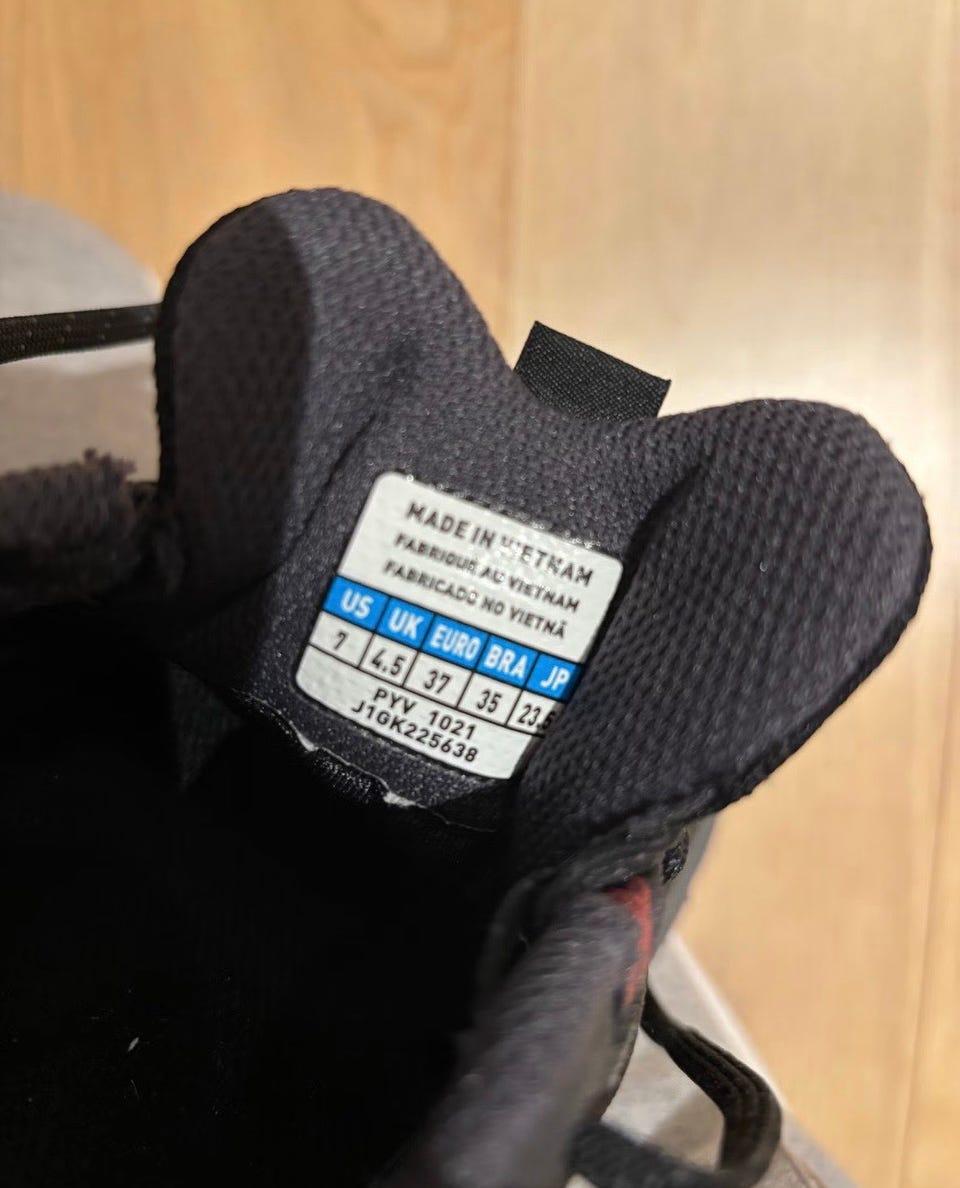 MADE IN VIETNAM
FABRIQUÉ AU VIETNAM
FABRICADO NO VIETNÃ
US UK EURO BRA JP
7 4.5 37 35 23.5
PYV 1021
J1GK225638